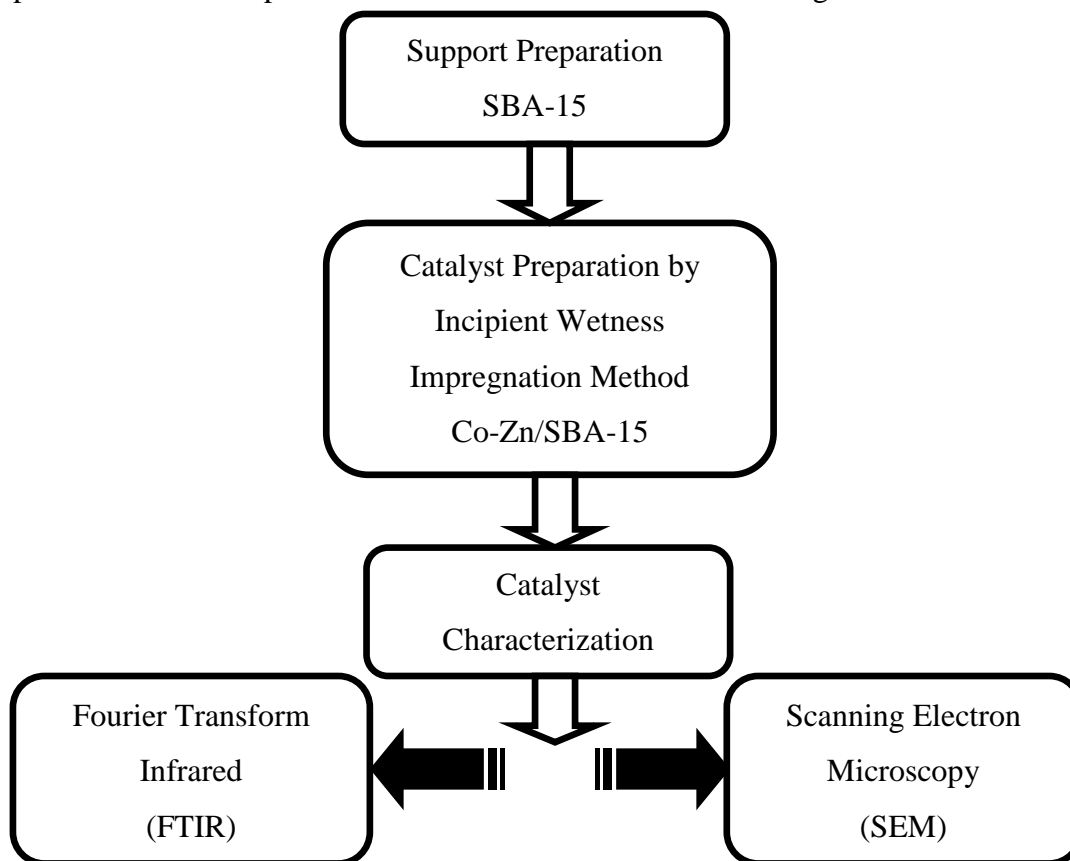 Support Preparation
SBA-15
Catalyst Preparation by
Incipient Wetness
Impregnation Method
Co-Zn/SBA-15
Catalyst
Characterization
Fourier Transform
Infrared
(FTIR)
Scanning Electron
Microscopy
(SEM)